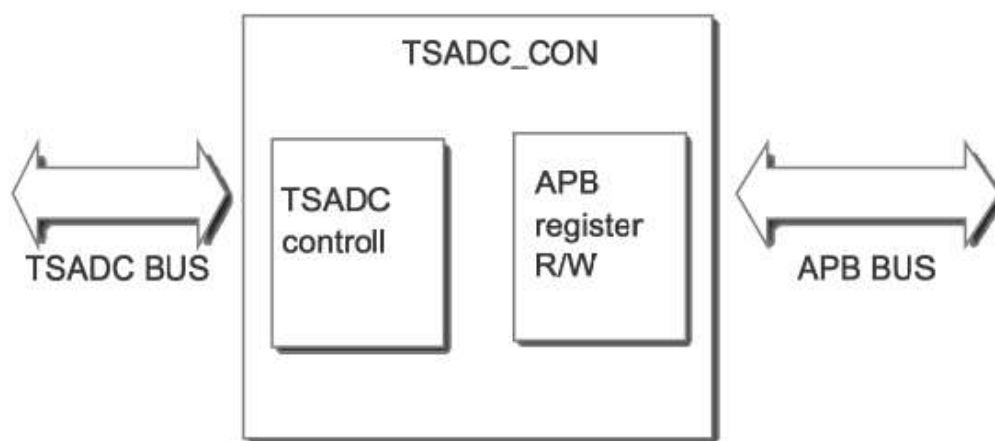 TSADC_CON
TSADC
controll
APB
register
R/W
TSADC BUS
APB BUS